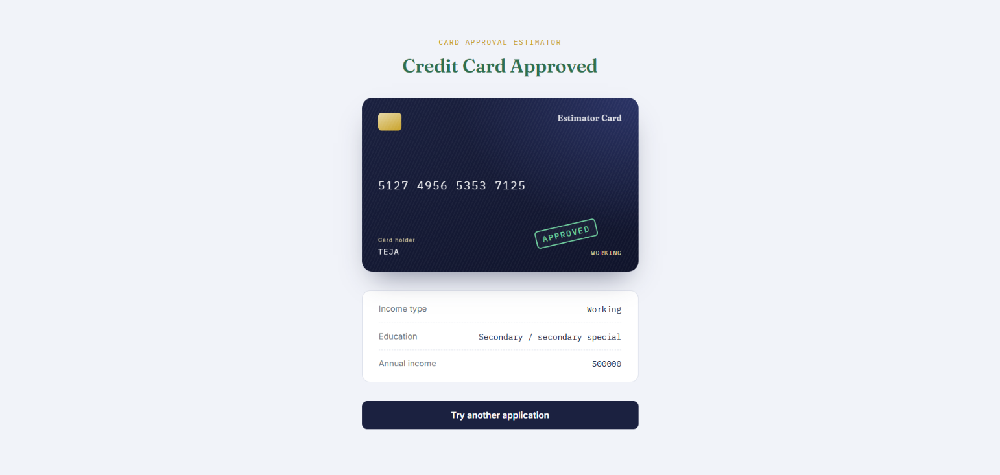 CARD APPROVAL ESTIMATOR
Credit Card Approved
Estimator Card
5127 4956 5353 7125
APPROVED
Card holder
TEJA
WORKING
Income type Working
Education Secondary / secondary special
Annual income 500000
Try another application